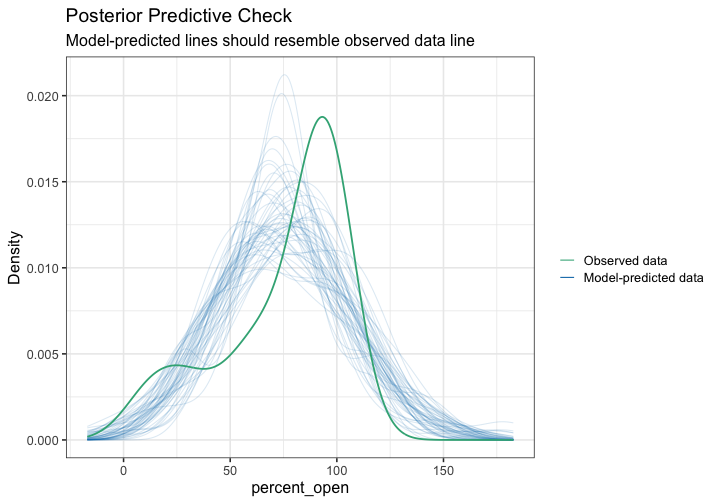 Posterior Predictive Check
Model-predicted lines should resemble observed data line
0.020
0.015
0.010
0.005
0.000
Density
0
50
100
150
percent_open
Observed data
Model-predicted data